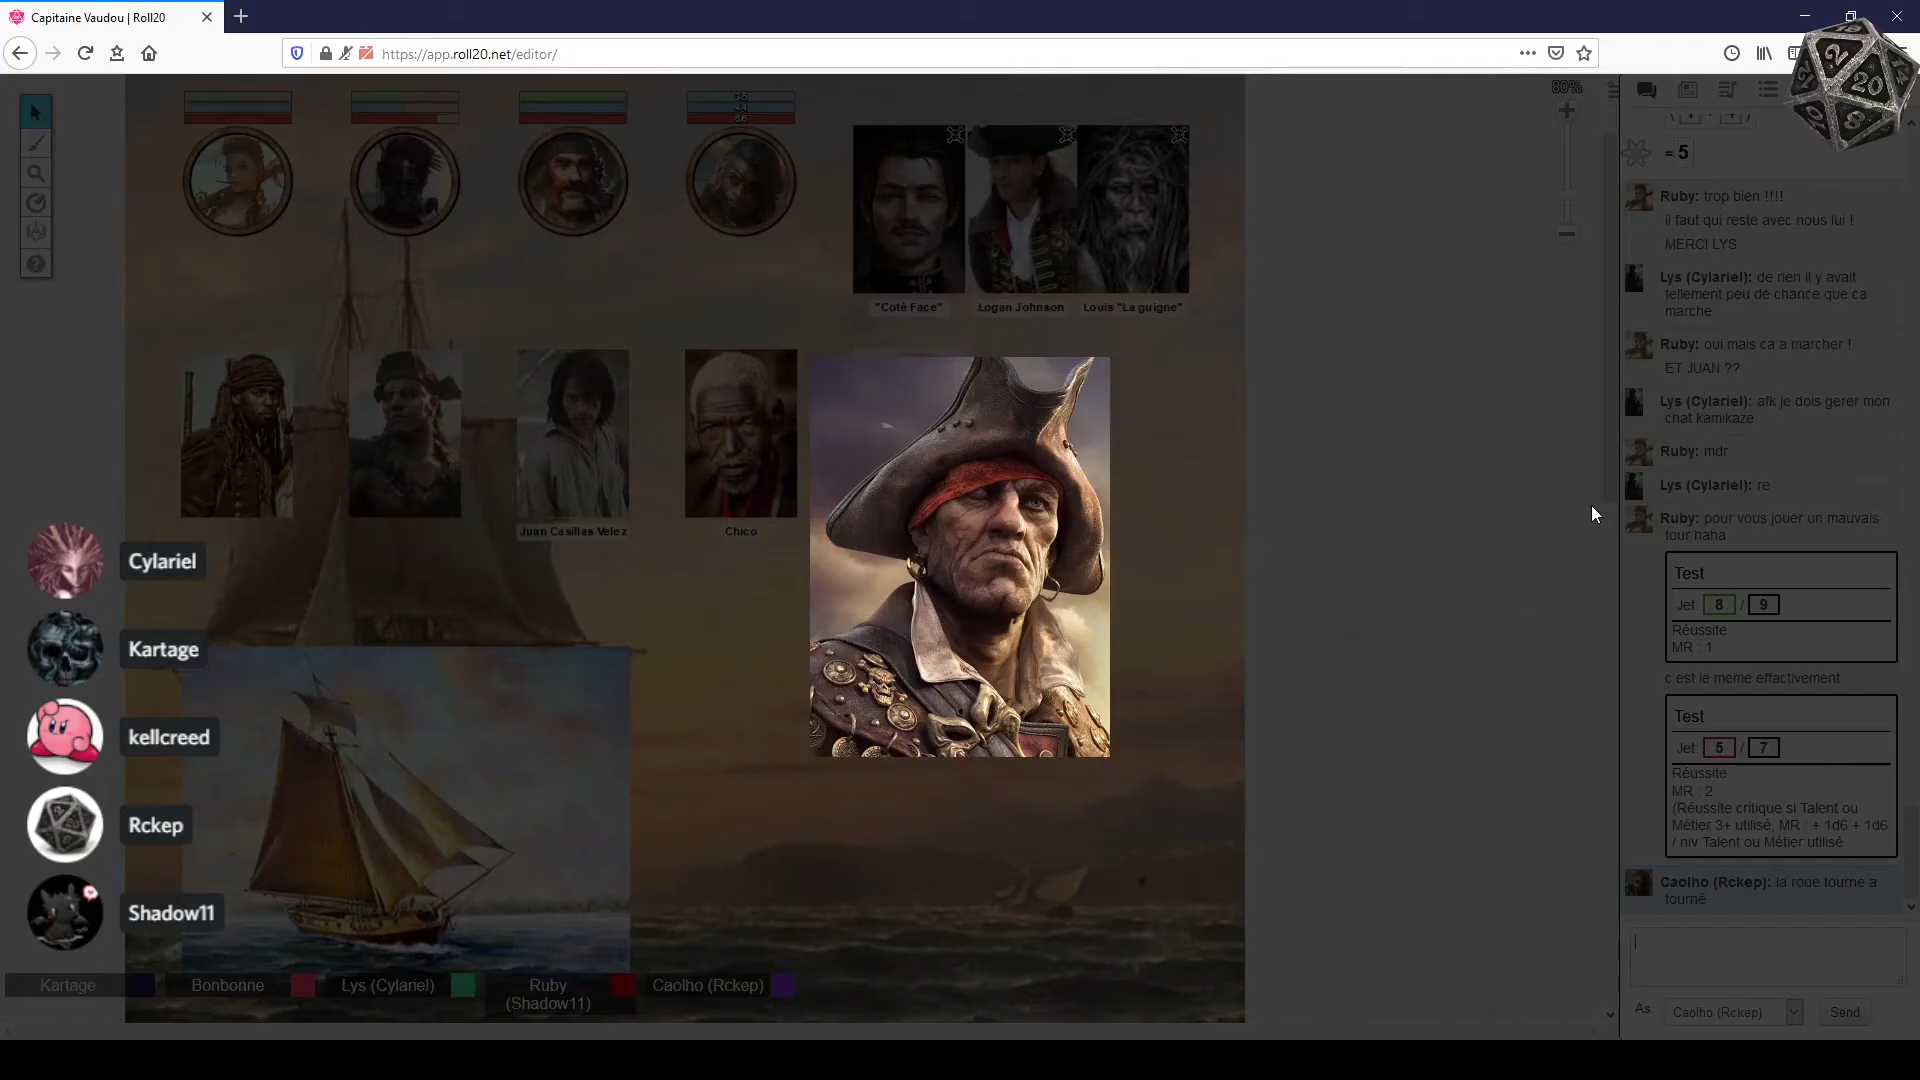 Capitaine Vaudou | Roll20
https://app.roll20.net/editor/
80%
"Coté Face"
Logan Johnson
Louis "La guigne"
Juan Casillas Velez
Chico
Cylariel
Kartage
kellcreed
Rckep
Shadow11
Kartage
Bonbonne
Lys (Cylariel)
Ruby
(Shadow11)
Caolho (Rckep)
= 5
Ruby: trop bien !!!!
il faut qui reste avec nous lui !
MERCI LYS
Lys (Cylariel): de rien il y avait
tellement peu de chance que ca
marche
Ruby: oui mais ca a marcher !
ET JUAN ??
Lys (Cylariel): afk je dois gerer mon
chat kamikaze
Ruby: mdr
Lys (Cylariel): re
Ruby: pour vous jouer un mauvais
tour haha
Test
Jet: 8 / 9
Réussite
MR : 1
c est le meme effactivement
Test
Jet: 5 / 7
Réussite
MR : 2
(Réussite critique si Talent ou
Métier 3+ utilisé, MR : + 1d6 + 1d6
/ niv Talent ou Métier utilisé
Caolho (Rckep): la roue tourne a
tourné
As:
Caolho (Rckep)
Send